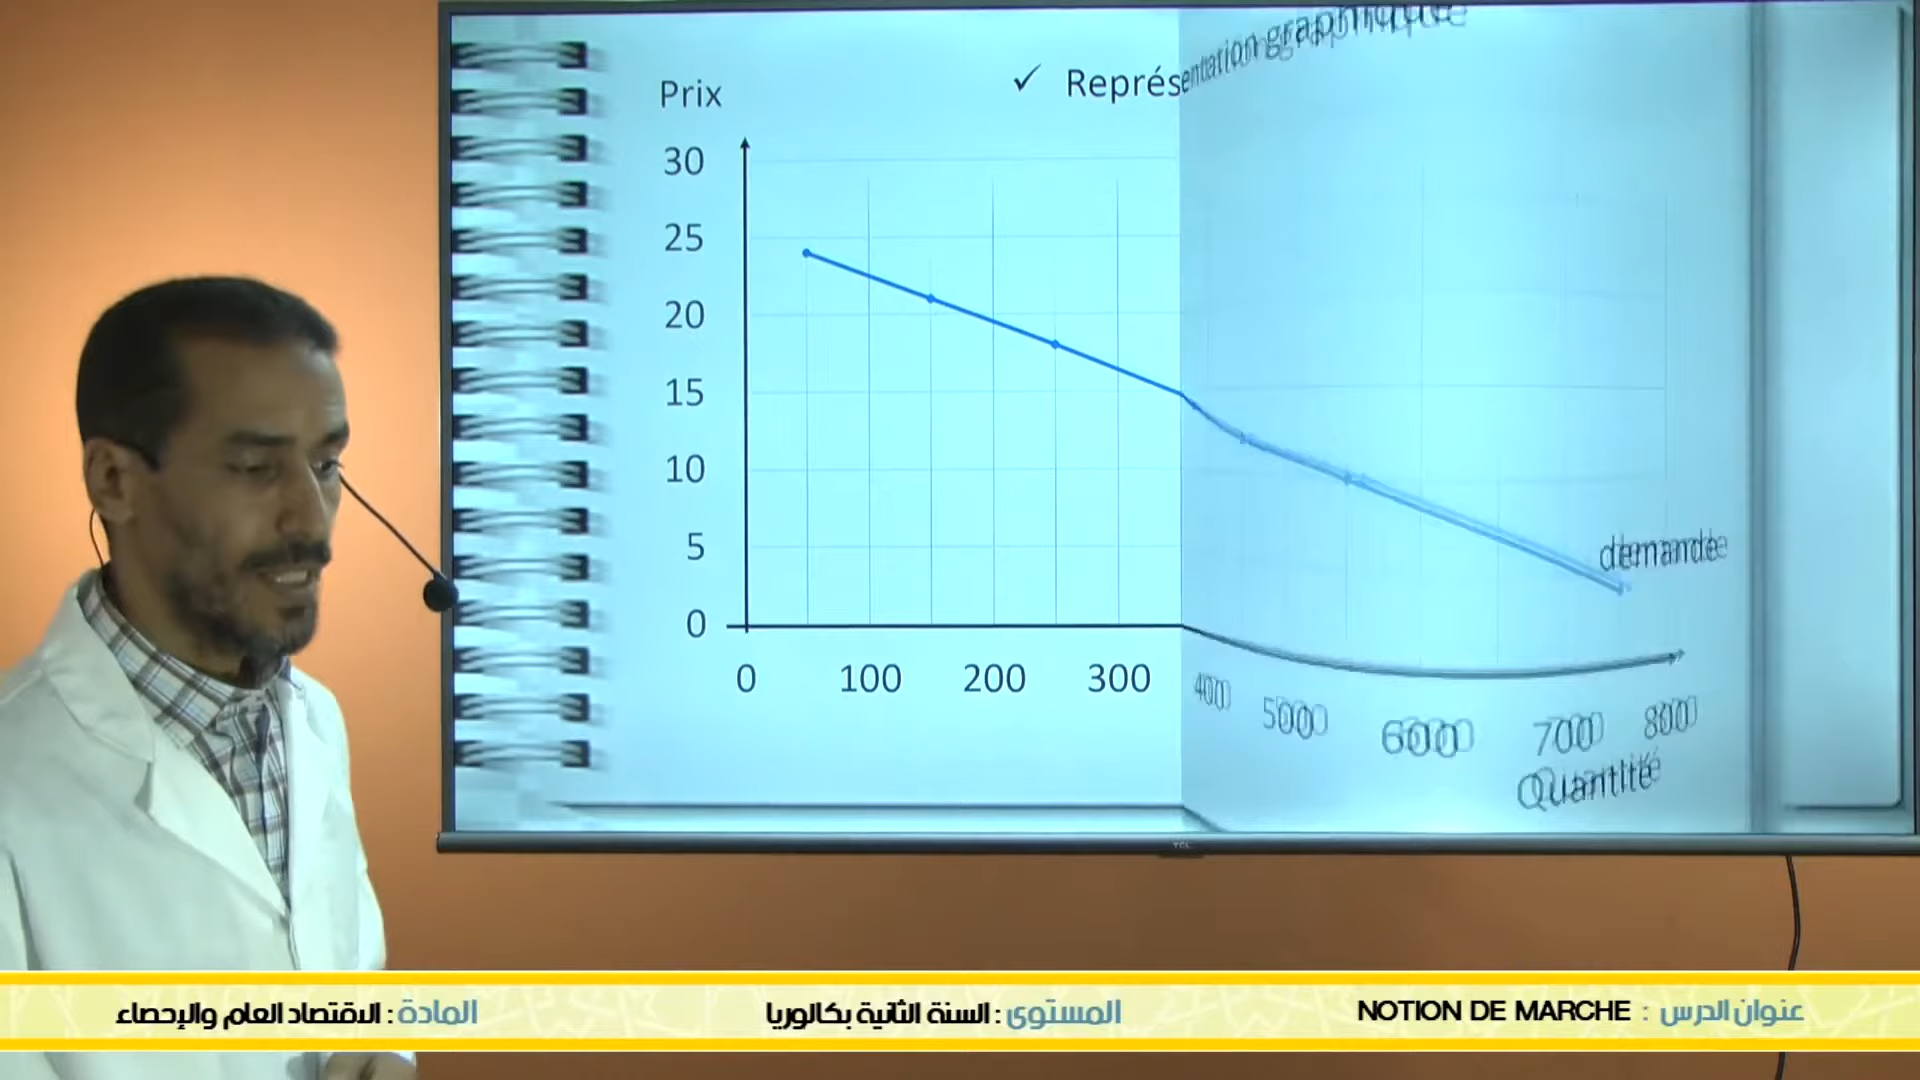 ✓ Représentation graphique
Prix
30
25
20
15
10
5
0
demande
0 100 200 300 400 500 600 700 800
Quantité
TCL
عنوان الدرس : NOTION DE MARCHE
المستوى : السنة الثانية بكالوريا
المادة : الاقتصاد العام والإحصاء